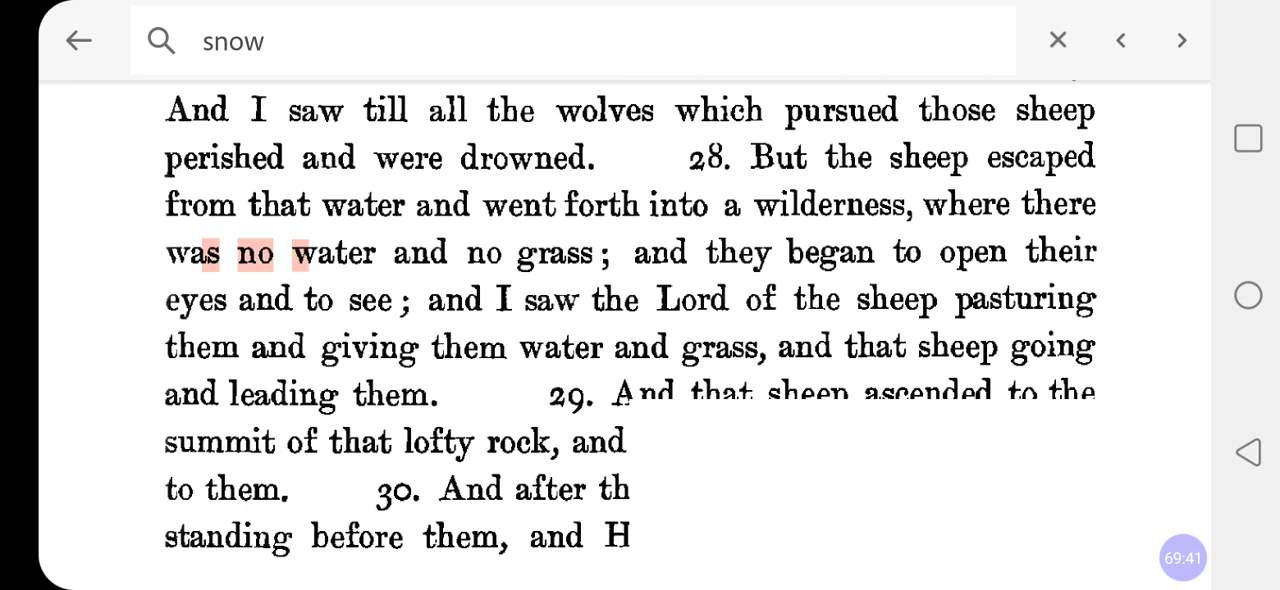 snow
And I saw till all the wolves which pursued those sheep
perished and were drowned. 28. But the sheep escaped
from that water and went forth into a wilderness, where there
was no water and no grass; and they began to open their
eyes and to see; and I saw the Lord of the sheep pasturing
them and giving them water and grass, and that sheep going
and leading them. 29. And that sheep ascended to the
summit of that lofty rock, and
to them. 30. And after th
standing before them, and H
69:41